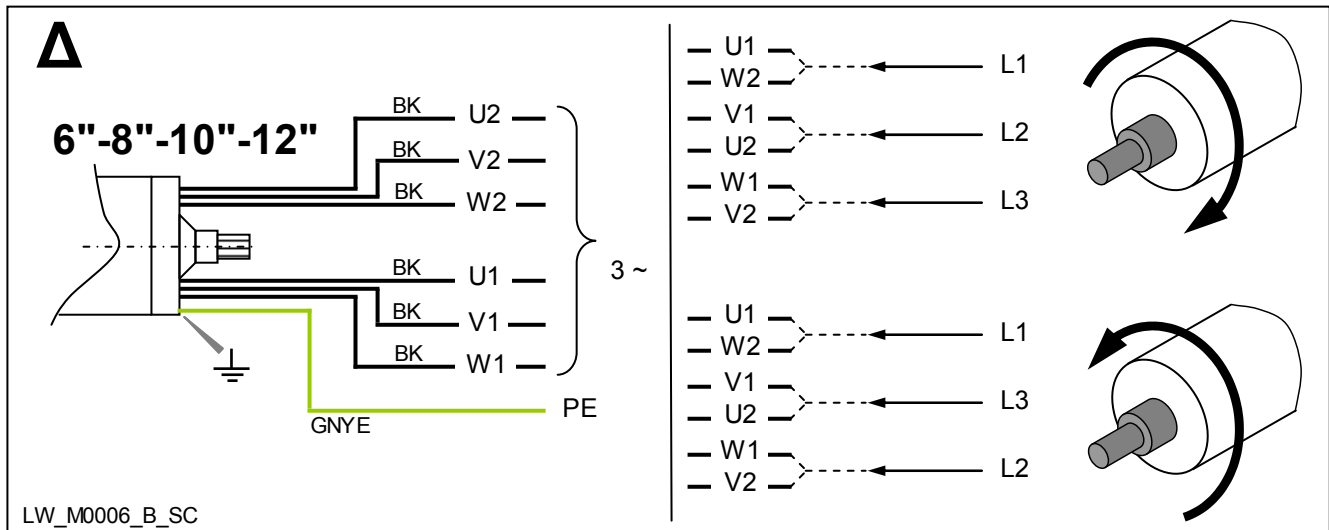 Δ
6"-8"-10"-12"
BK U2
BK V2
BK W2
BK U1
BK V1
BK W1
3 ~
PE
GNYE
U1
W2
L1
V1
U2
L2
W1
V2
L3
U1
W2
L1
V1
U2
L3
W1
V2
L2
LW_M0006_B_SC